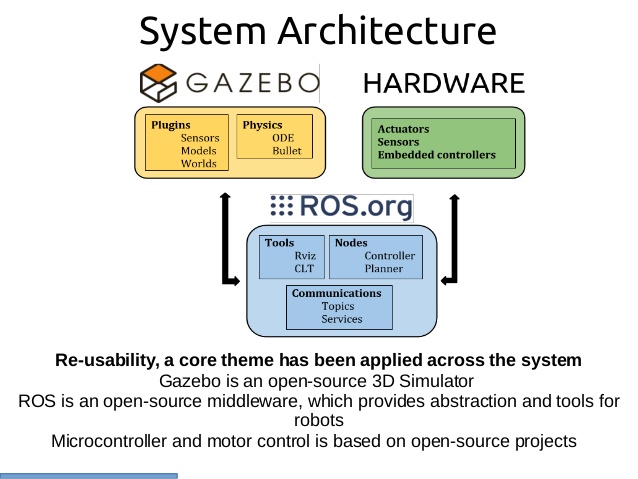 System Architecture
GAZEBO
HARDWARE
Plugins
Sensors
Models
Worlds
Physics
ODE
Bullet
Actuators
Sensors
Embedded controllers
ROS.org
Tools
Rviz
CLT
Nodes
Controller
Planner
Communications
Topics
Services
Re-usability, a core theme has been applied across the system
Gazebo is an open-source 3D Simulator
ROS is an open-source middleware, which provides abstraction and tools for
robots
Microcontroller and motor control is based on open-source projects